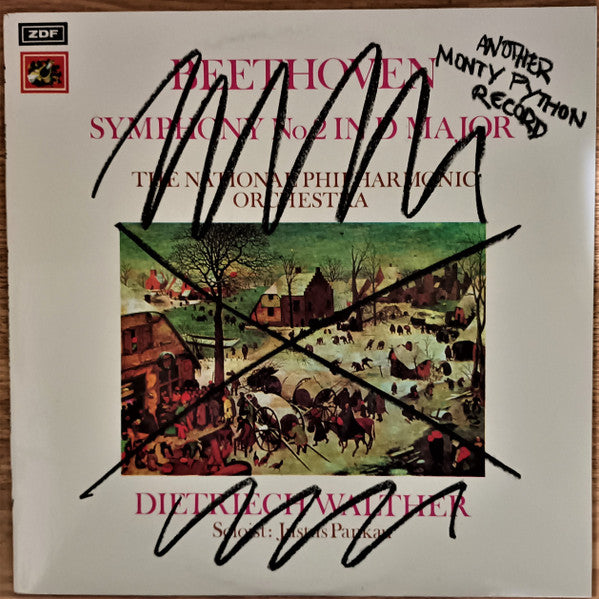 ZDF
ANOTHER
MONTY PYTHON
RECORD
BEETHOVEN
SYMPHONY No.2 IN D MAJOR
THE NATIONAL PHILHARMONIC
ORCHESTRA
DIETRIECH WALTHER
Soloist: Justus Pankau